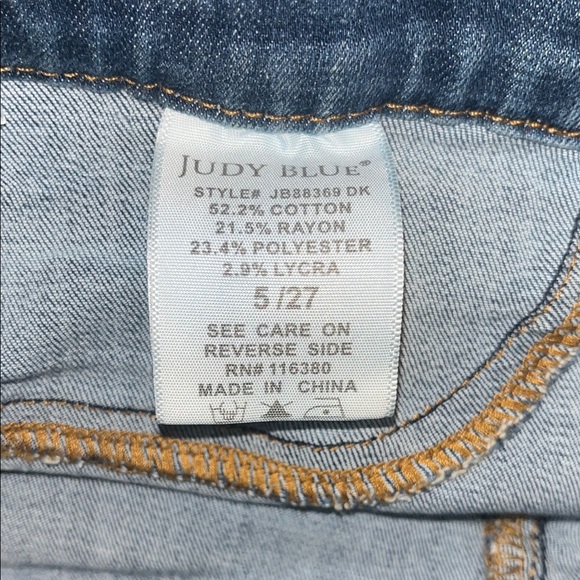 JUDY BLUE®
STYLE# JB88369 DK
52.2% COTTON
21.5% RAYON
23.4% POLYESTER
2.9% LYCRA
5 /27
SEE CARE ON
REVERSE SIDE
RN# 116380
MADE IN CHINA